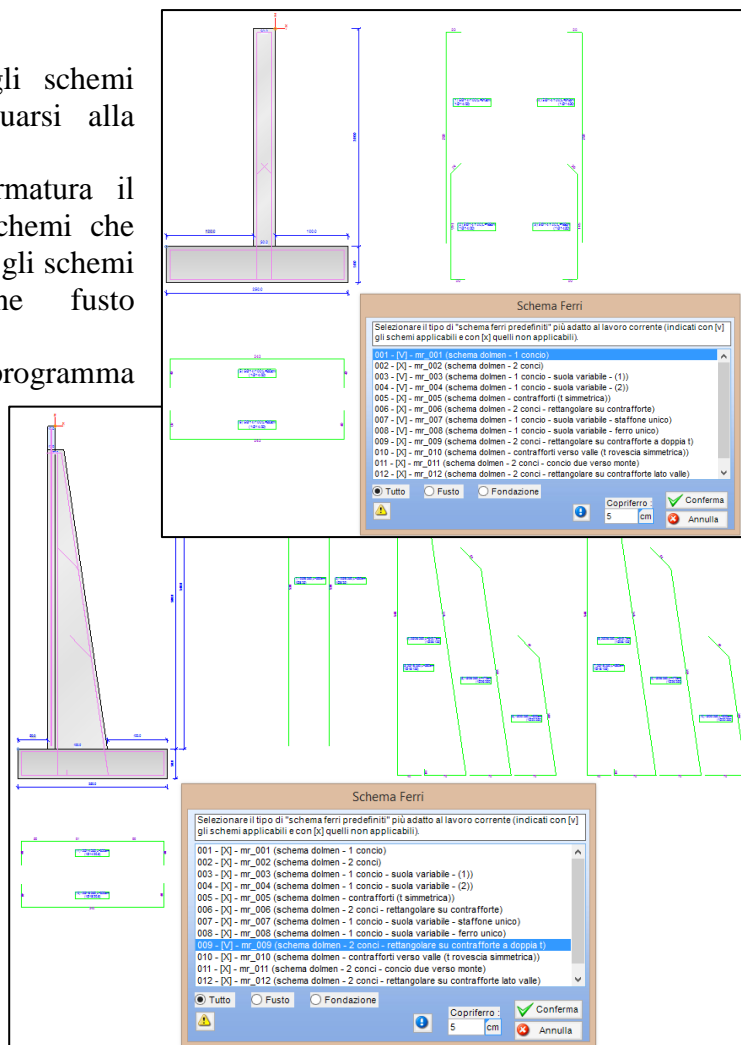 gli schemi
uarsi alla
rmatura il
chemi che
gli schemi
ne fusto
programma
Schema Ferri
Selezionare il tipo di "schema ferri predefiniti" più adatto al lavoro corrente (indicati con [v]
gli schemi applicabili e con [x] quelli non applicabili).
001 - [V] - mr_001 (schema dolmen - 1 concio)
002 - [X] - mr_002 (schema dolmen - 2 conci)
003 - [V] - mr_003 (schema dolmen - 1 concio - suola variabile - (1))
004 - [V] - mr_004 (schema dolmen - 1 concio - suola variabile - (2))
005 - [X] - mr_005 (schema dolmen - contrafforti (t simmetrica))
006 - [X] - mr_006 (schema dolmen - 2 conci - rettangolare su contrafforte)
007 - [V] - mr_007 (schema dolmen - 1 concio - suola variabile - staffone unico)
008 - [V] - mr_008 (schema dolmen - 1 concio - suola variabile - ferro unico)
009 - [X] - mr_009 (schema dolmen - 2 conci - rettangolare su contrafforte a doppia t)
010 - [X] - mr_010 (schema dolmen - contrafforti verso valle (t rovescia simmetrica))
011 - [X] - mr_011 (schema dolmen - 2 conci - concio due verso monte)
012 - [X] - mr_012 (schema dolmen - 2 conci - rettangolare su contrafforte lato valle)
Tutto Fusto Fondazione
Copriferro :
5 cm
Conferma
Annulla
Schema Ferri
Selezionare il tipo di "schema ferri predefiniti" più adatto al lavoro corrente (indicati con [v]
gli schemi applicabili e con [x] quelli non applicabili).
001 - [X] - mr_001 (schema dolmen - 1 concio)
002 - [X] - mr_002 (schema dolmen - 2 conci)
003 - [X] - mr_003 (schema dolmen - 1 concio - suola variabile - (1))
004 - [X] - mr_004 (schema dolmen - 1 concio - suola variabile - (2))
005 - [X] - mr_005 (schema dolmen - contrafforti (t simmetrica))
006 - [X] - mr_006 (schema dolmen - 2 conci - rettangolare su contrafforte)
007 - [X] - mr_007 (schema dolmen - 1 concio - suola variabile - staffone unico)
008 - [X] - mr_008 (schema dolmen - 1 concio - suola variabile - ferro unico)
009 - [V] - mr_009 (schema dolmen - 2 conci - rettangolare su contrafforte a doppia t)
010 - [X] - mr_010 (schema dolmen - contrafforti verso valle (t rovescia simmetrica))
011 - [X] - mr_011 (schema dolmen - 2 conci - concio due verso monte)
012 - [X] - mr_012 (schema dolmen - 2 conci - rettangolare su contrafforte lato valle)
Tutto Fusto Fondazione
Copriferro :
5 cm
Conferma
Annulla